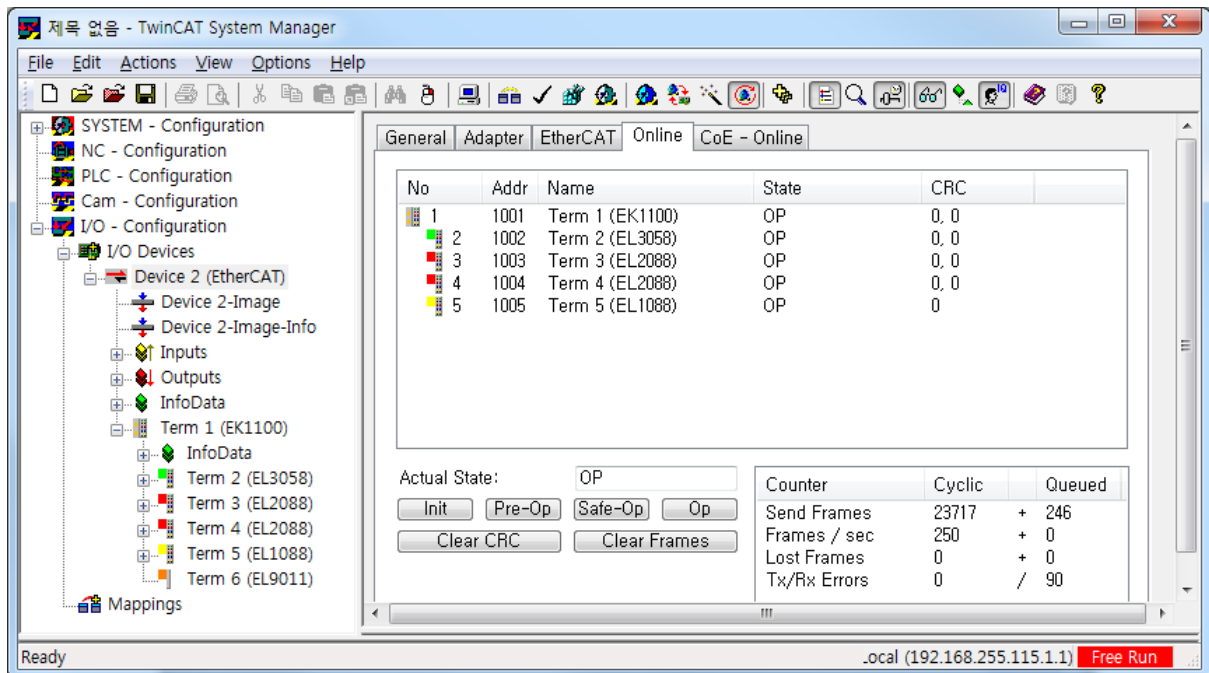 제목 없음 - TwinCAT System Manager
File Edit Actions View Options Help
SYSTEM - Configuration
NC - Configuration
PLC - Configuration
Cam - Configuration
I/O - Configuration
I/O Devices
Device 2 (EtherCAT)
Device 2-Image
Device 2-Image-Info
Inputs
Outputs
InfoData
Term 1 (EK1100)
InfoData
Term 2 (EL3058)
Term 3 (EL2088)
Term 4 (EL2088)
Term 5 (EL1088)
Term 6 (EL9011)
Mappings
General Adapter EtherCAT Online CoE - Online
No Addr Name State CRC
1 1001 Term 1 (EK1100) OP 0, 0
2 1002 Term 2 (EL3058) OP 0, 0
3 1003 Term 3 (EL2088) OP 0, 0
4 1004 Term 4 (EL2088) OP 0, 0
5 1005 Term 5 (EL1088) OP 0
Actual State: OP
Init Pre-Op Safe-Op Op
Clear CRC Clear Frames
Counter Cyclic Queued
Send Frames 23717 + 246
Frames / sec 250 + 0
Lost Frames 0 + 0
Tx/Rx Errors 0 / 90
Ready
.ocal (192.168.255.115.1.1) Free Run